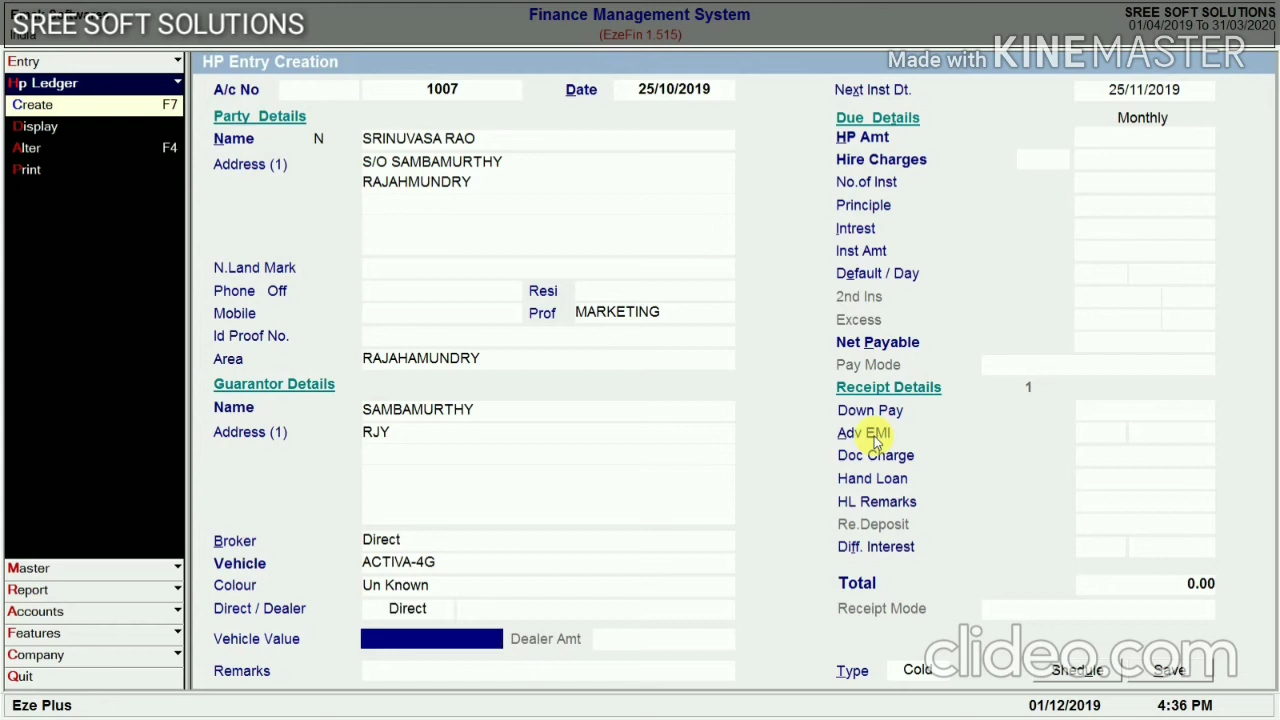 SREE SOFT SOLUTIONS
India
Finance Management System
(EzeFin 1.515)
SREE SOFT SOLUTIONS
01/04/2019 To 31/03/2020
Made with KINEMASTER
Entry
Hp Ledger
Create F7
Display
Alter F4
Print
Master
Report
Accounts
Features
Company
Quit
HP Entry Creation
A/c No 1007 Date 25/10/2019
Party Details
Name N SRINUVASA RAO
Address (1) S/O SAMBAMURTHY
RAJAHMUNDRY
N.Land Mark
Phone Off Resi
Mobile Prof MARKETING
Id Proof No.
Area RAJAHAMUNDRY
Guarantor Details
Name SAMBAMURTHY
Address (1) RJY
Broker Direct
Vehicle ACTIVA-4G
Colour Un Known
Direct / Dealer Direct
Vehicle Value Dealer Amt
Remarks
Next Inst Dt. 25/11/2019
Due Details Monthly
HP Amt
Hire Charges
No.of Inst
Principle
Intrest
Inst Amt
Default / Day
2nd Ins
Excess
Net Payable
Pay Mode
Receipt Details 1
Down Pay
Adv EMI
Doc Charge
Hand Loan
HL Remarks
Re.Deposit
Diff. Interest
Total 0.00
Receipt Mode
Type Cold Shedule Save
clideo.com
Eze Plus 01/12/2019 4:36 PM